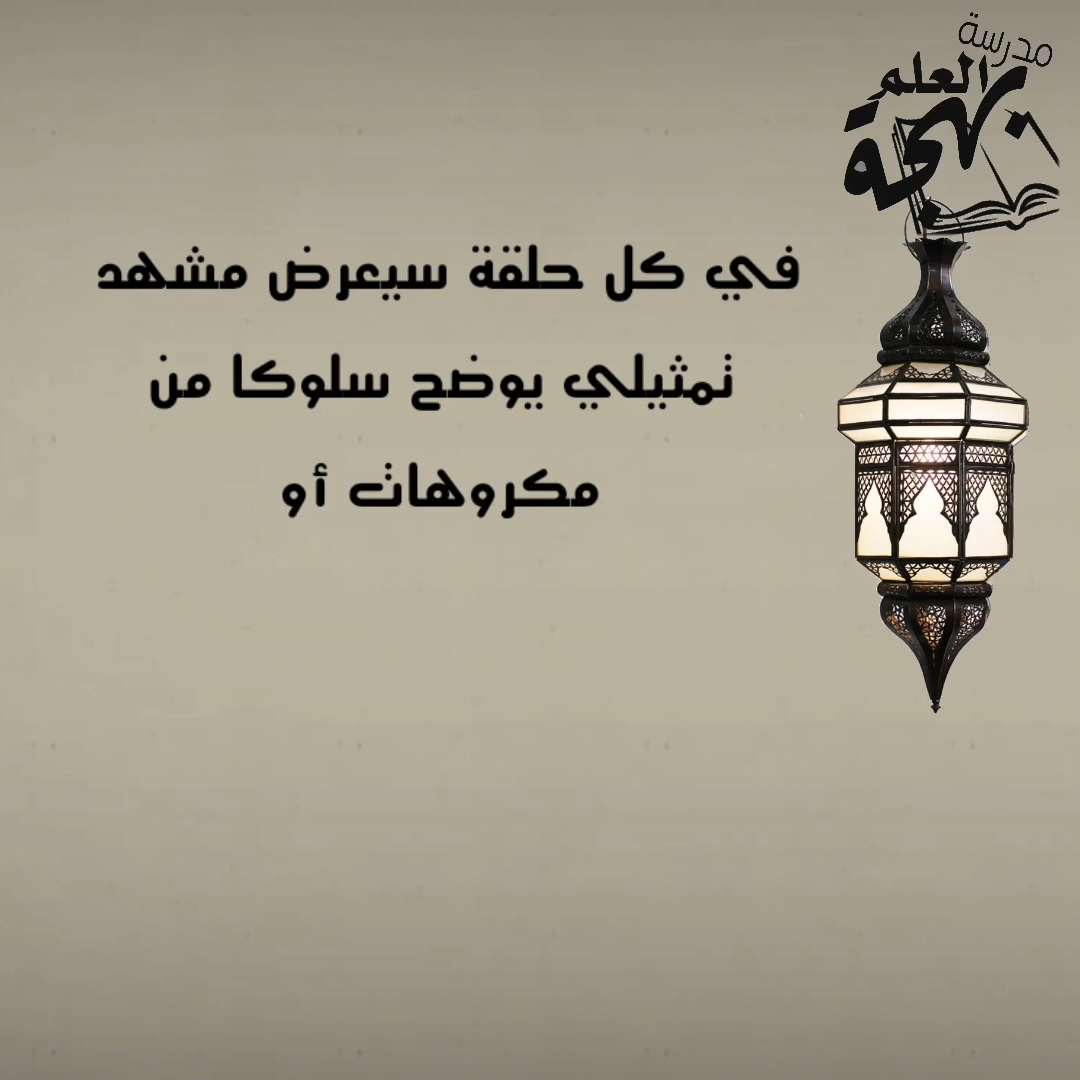 مدرسة
بهجة العلم
في كل حلقة سيعرض مشهد
تمثيلي يوضح سلوكا من
مكروهات أو